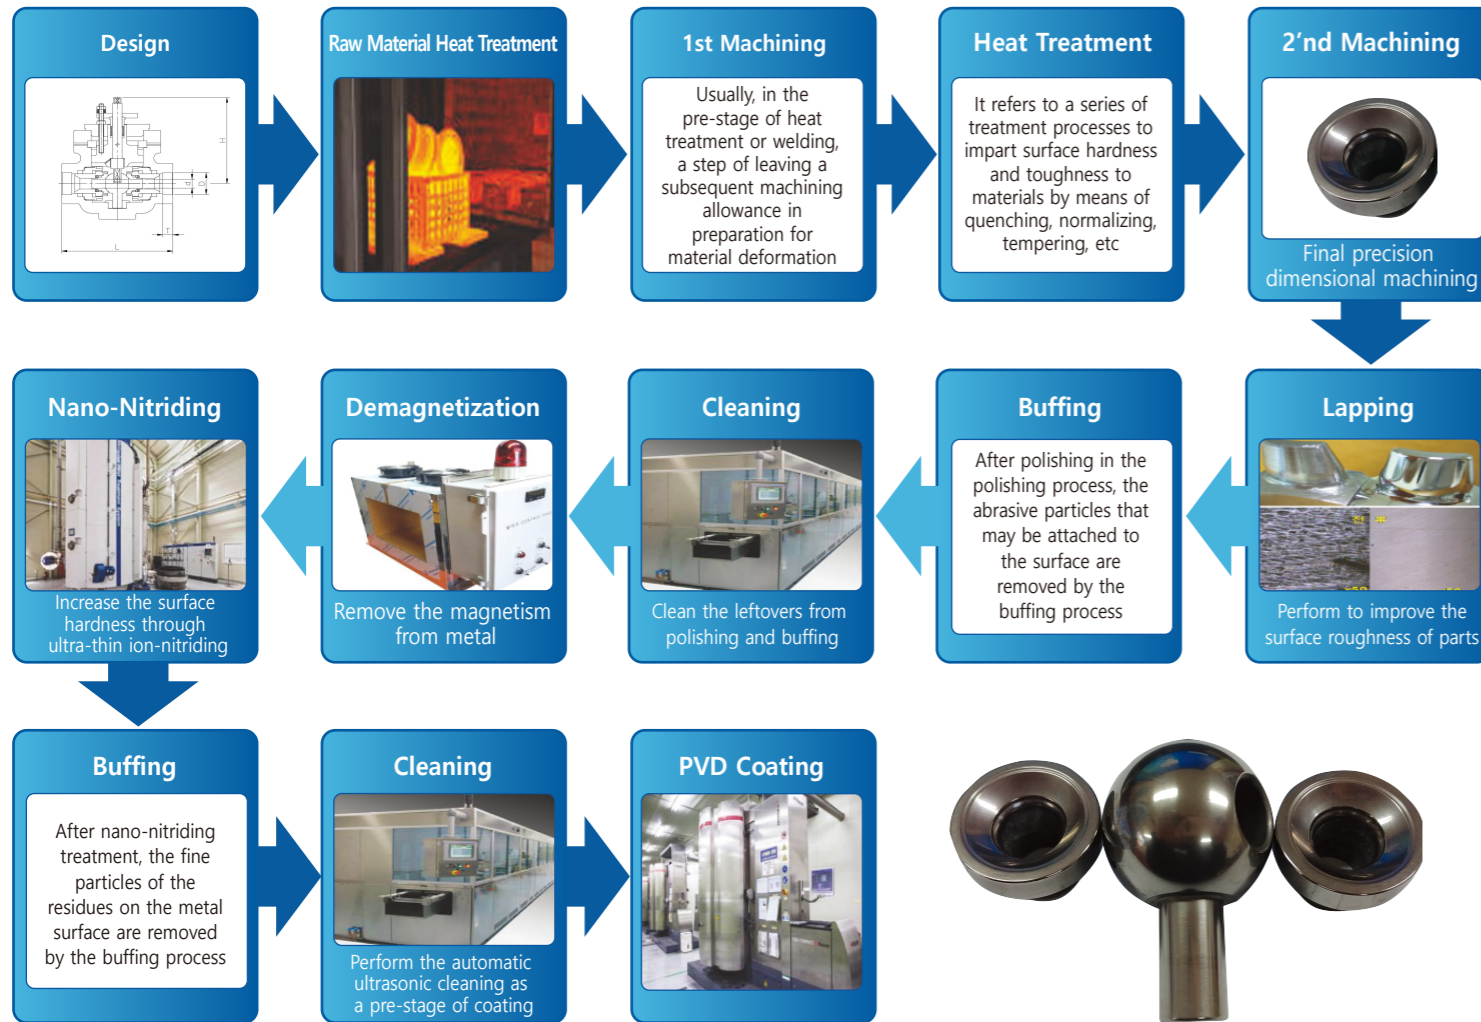 Design
H
d
D
T
L
Raw Material Heat Treatment
1st Machining
Usually, in the
pre-stage of heat
treatment or welding,
a step of leaving a
subsequent machining
allowance in
preparation for
material deformation
Heat Treatment
It refers to a series of
treatment processes to
impart surface hardness
and toughness to
materials by means of
quenching, normalizing,
tempering, etc
2'nd Machining
Final precision
dimensional machining
Lapping
Perform to improve the
surface roughness of parts
Buffing
After polishing in the
polishing process, the
abrasive particles that
may be attached to
the surface are
removed by the
buffing process
Cleaning
Clean the leftovers from
polishing and buffing
Demagnetization
Remove the magnetism
from metal
Nano-Nitriding
Increase the surface
hardness through
ultra-thin ion-nitriding
Buffing
After nano-nitriding
treatment, the fine
particles of the
residues on the metal
surface are removed
by the buffing process
Cleaning
Perform the automatic
ultrasonic cleaning as
a pre-stage of coating
PVD Coating